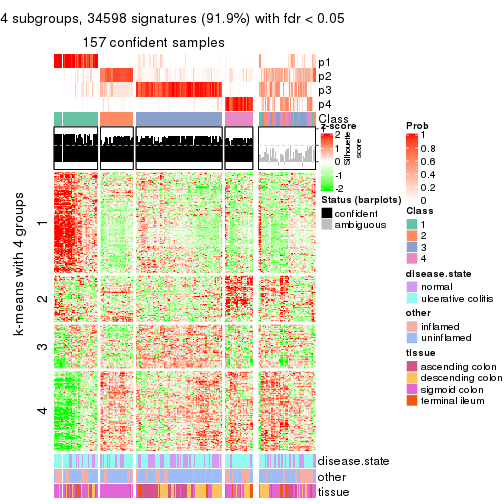 4 subgroups, 34598 signatures (91.9%) with fdr < 0.05
157 confident samples
p1
p2
p3
p4
Class
z-score
2
1
0
-1
-2
Silhouette
score
Status (barplots)
confident
ambiguous
Prob
1
0.8
0.6
0.4
0.2
0
Class
1
2
3
4
disease.state
normal
ulcerative colitis
other
inflamed
uninflamed
tissue
ascending colon
descending colon
sigmoid colon
terminal ileum
k-means with 4 groups
1
2
3
4
disease.state
other
tissue